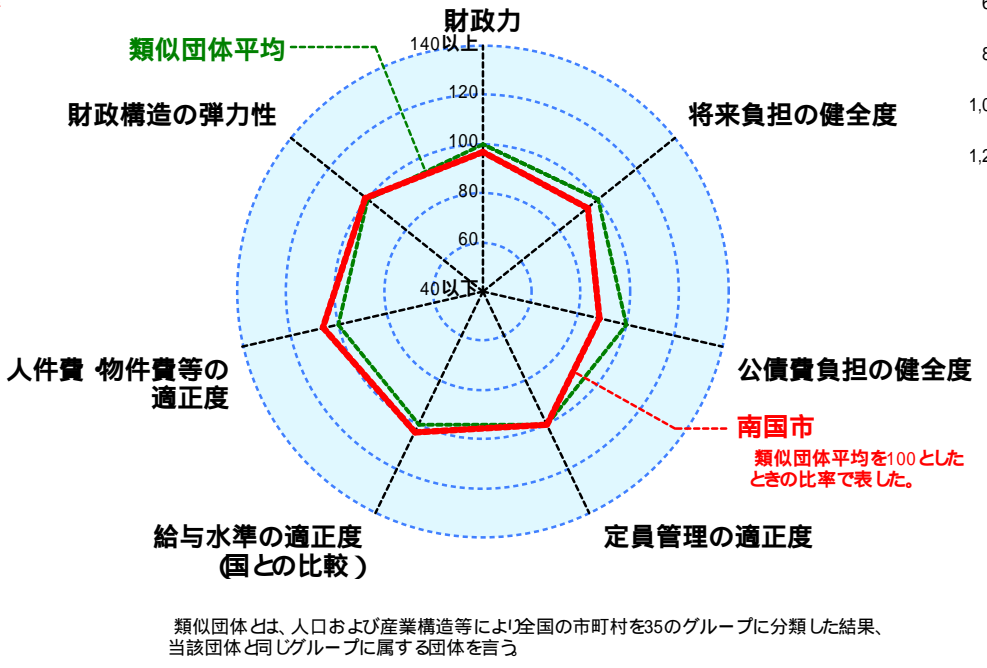 財政力
140以上
類似団体平均
120
財政構造の弾力性
将来負担の健全度
100
80
60
40以下
人件費・物件費等の
適正度
公債費負担の健全度
南国市
類似団体平均を100とした
ときの比率で表した。
給与水準の適正度
(国との比較)
定員管理の適正度
類似団体とは、人口および産業構造等により全国の市町村を35のグループに分類した結果、
当該団体と同じグループに属する団体を言う